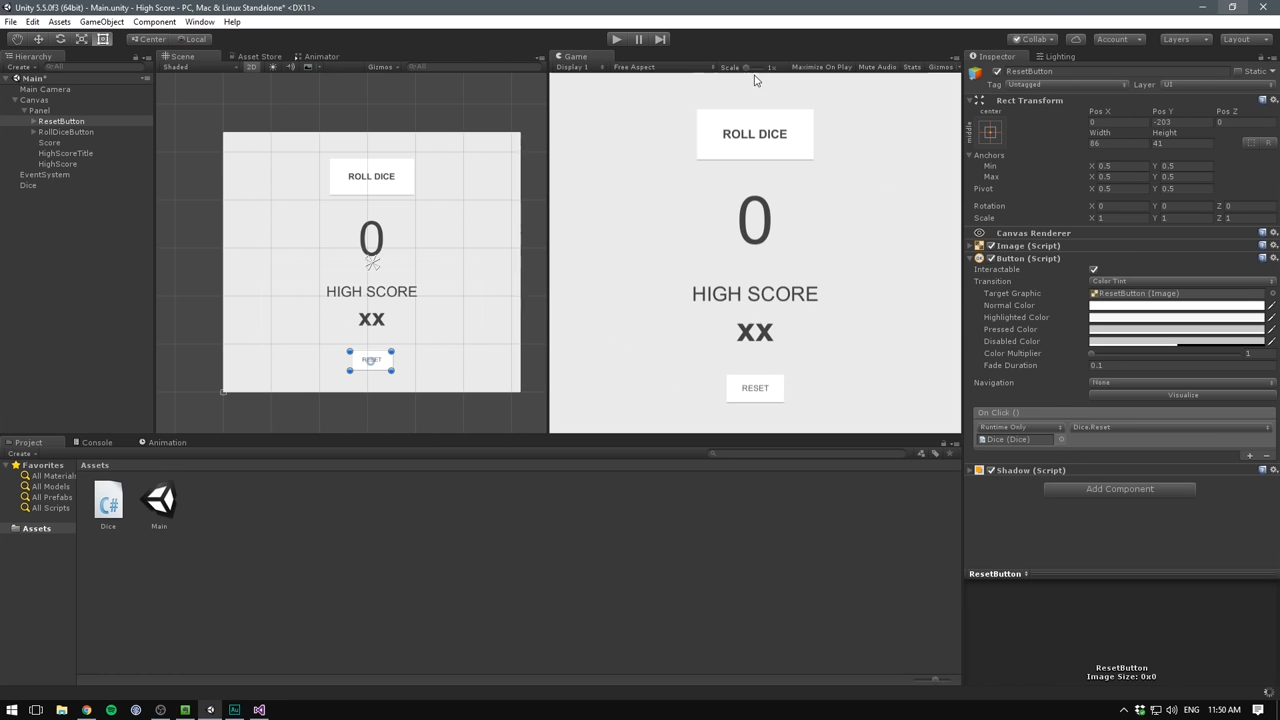 Unity 5.5.0f3 (64bit) - Main.unity - High Score - PC, Mac & Linux Standalone* <DX11>
File Edit Assets GameObject Component Window Help
Center Local
Collab Account Layers Layout
Hierarchy
Create All
Main*
Main Camera
Canvas
Panel
ResetButton
RollDiceButton
Score
HighScoreTitle
HighScore
EventSystem
Dice
Scene Asset Store Animator
Shaded 2D Gizmos All
ROLL DICE
0
HIGH SCORE
xx
RESET
Game
Display 1 Free Aspect Scale 1x Maximize On Play Mute Audio Stats Gizmos
ROLL DICE
0
HIGH SCORE
xx
RESET
Inspector Lighting
ResetButton Static
Tag Untagged Layer UI
Rect Transform
center Pos X Pos Y Pos Z
middle 0 -203 0
Width Height
86 41 R
Anchors
Min X 0.5 Y 0.5
Max X 0.5 Y 0.5
Pivot X 0.5 Y 0.5
Rotation X 0 Y 0 Z 0
Scale X 1 Y 1 Z 1
Canvas Renderer
Image (Script)
Button (Script)
Interactable
Transition Color Tint
Target Graphic ResetButton (Image)
Normal Color
Highlighted Color
Pressed Color
Disabled Color
Color Multiplier 1
Fade Duration 0.1
Navigation None
Visualize
On Click ()
Runtime Only Dice.Reset
Dice (Dice)
Shadow (Script)
Add Component
ResetButton
ResetButton
Image Size: 0x0
Project Console Animation
Create
Favorites
All Materials
All Models
All Prefabs
All Scripts
Assets
Assets
C#
Dice Main
11:50 AM